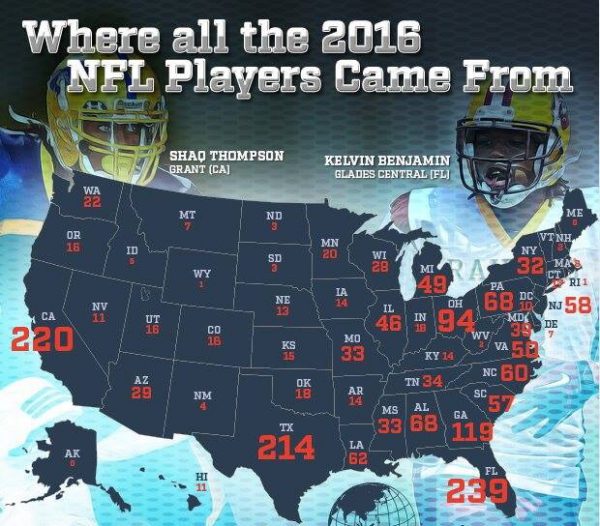 Where all the 2016
NFL Players Came From
SHAQ THOMPSON
GRANT (CA)
KELVIN BENJAMIN
GLADES CENTRAL (FL)
WA
22
MT
7
ND
3
MN
20
ME
OR
16
ID
WY
1
SD
3
WI
28
MI
49
NY
32
VT
NH
MA
CT
RI 1
CA
220
NV
11
UT
16
CO
16
NE
13
IA
14
IL
46
IN
18
OH
94
PA
68
NJ 58
DC
10
MD
39
DE
7
WV
VA 50
KS
15
MO
33
KY 14
NC 60
TN 34
SC
57
AZ
29
NM
4
OK
18
AR
14
MS
33
AL
68
GA
119
TX
214
LA
62
FL
239
AK
HI
11